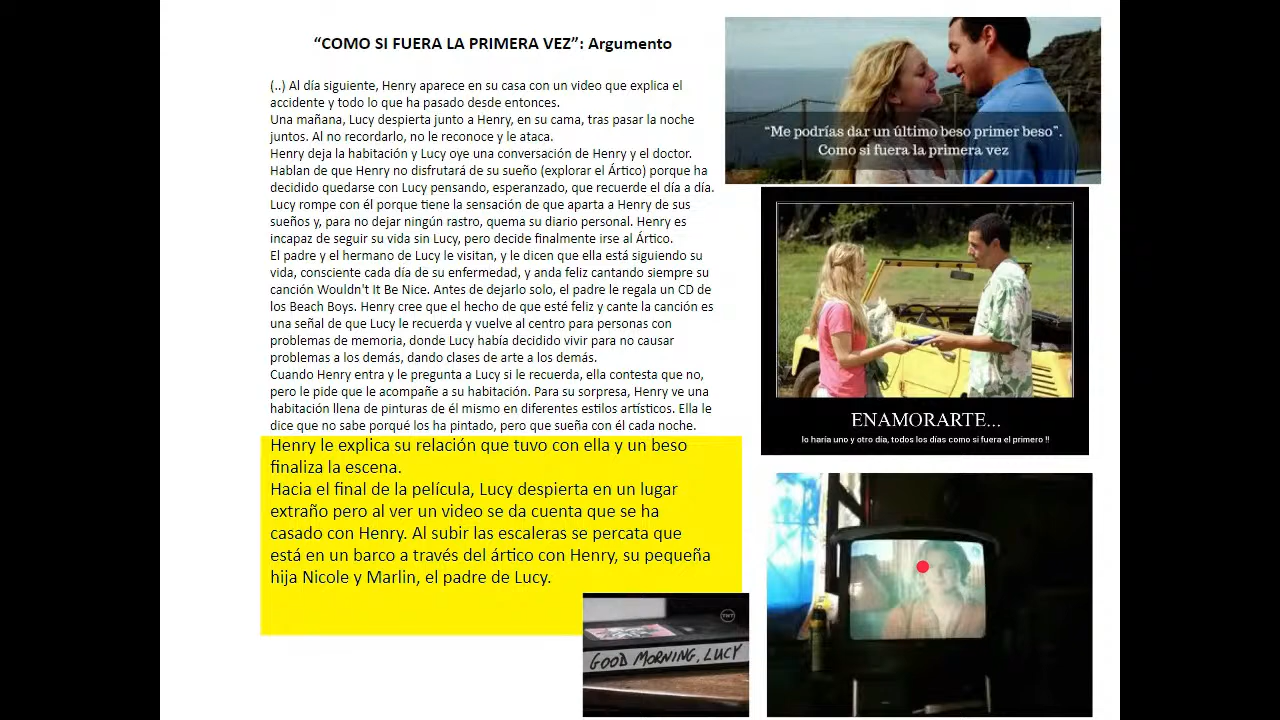 “COMO SI FUERA LA PRIMERA VEZ”: Argumento
(..) Al día siguiente, Henry aparece en su casa con un video que explica el
accidente y todo lo que ha pasado desde entonces.
Una mañana, Lucy despierta junto a Henry, en su cama, tras pasar la noche
juntos. Al no recordarlo, no le reconoce y le ataca.
Henry deja la habitación y Lucy oye una conversación de Henry y el doctor.
Hablan de que Henry no disfrutará de su sueño (explorar el Ártico) porque ha
decidido quedarse con Lucy pensando, esperanzado, que recuerde el día a día.
Lucy rompe con él porque tiene la sensación de que aparta a Henry de sus
sueños y, para no dejar ningún rastro, quema su diario personal. Henry es
incapaz de seguir su vida sin Lucy, pero decide finalmente irse al Ártico.
El padre y el hermano de Lucy le visitan, y le dicen que ella está siguiendo su
vida, consciente cada día de su enfermedad, y anda feliz cantando siempre su
canción Wouldn't It Be Nice. Antes de dejarlo solo, el padre le regala un CD de
los Beach Boys. Henry cree que el hecho de que esté feliz y cante la canción es
una señal de que Lucy le recuerda y vuelve al centro para personas con
problemas de memoria, donde Lucy había decidido vivir para no causar
problemas a los demás, dando clases de arte a los demás.
Cuando Henry entra y le pregunta a Lucy si le recuerda, ella contesta que no,
pero le pide que le acompañe a su habitación. Para su sorpresa, Henry ve una
habitación llena de pinturas de él mismo en diferentes estilos artísticos. Ella le
dice que no sabe porqué los ha pintado, pero que sueña con él cada noche.
Henry le explica su relación que tuvo con ella y un beso
finaliza la escena.
Hacia el final de la película, Lucy despierta en un lugar
extraño pero al ver un video se da cuenta que se ha
casado con Henry. Al subir las escaleras se percata que
está en un barco a través del ártico con Henry, su pequeña
hija Nicole y Marlin, el padre de Lucy.
“Me podrías dar un último beso primer beso”.
Como si fuera la primera vez
ENAMORARTE...
lo haría uno y otro día, todos los días como si fuera el primero !!
TNT
GOOD MORNING, LUCY